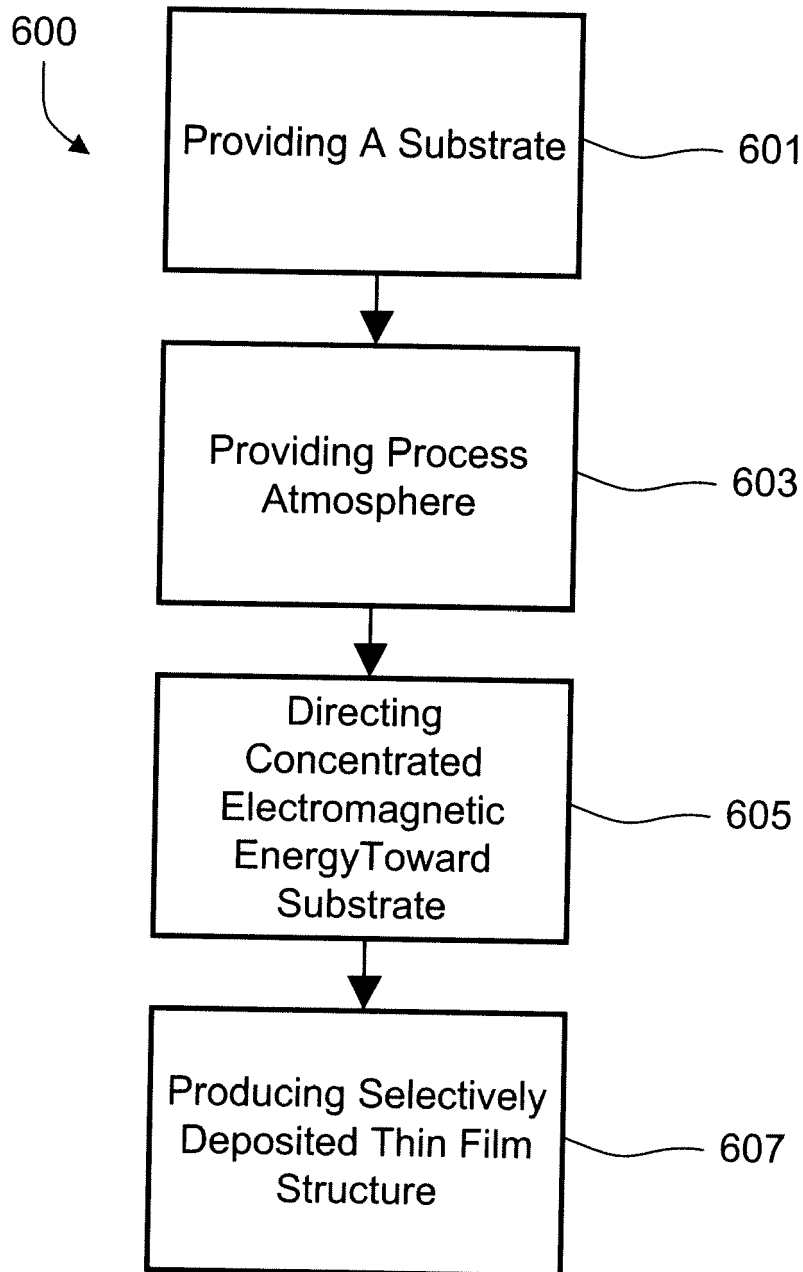 600
Providing A Substrate
601
Providing Process
Atmosphere
603
Directing
Concentrated
Electromagnetic
EnergyToward
Substrate
605
Producing Selectively
Deposited Thin Film
Structure
607